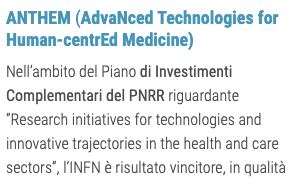 ANTHEM (AdvaNced Technologies for
Human-centrEd Medicine)
Nell’ambito del Piano di Investimenti
Complementari del PNRR riguardante
”Research initiatives for technologies and
innovative trajectories in the health and care
sectors”, l’INFN è risultato vincitore, in qualità